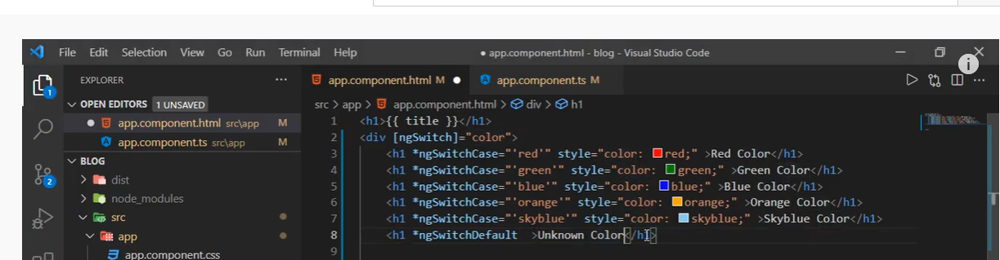 File Edit Selection View Go Run Terminal Help
● app.component.html - blog - Visual Studio Code
EXPLORER ...
app.component.html M ●
app.component.ts M
OPEN EDITORS 1 UNSAVED
● app.component.html src\app M
app.component.ts src\app M
BLOG
dist
node_modules
src
app
app.component.css
1
2
src > app > app.component.html > div > h1
1 <h1>{{ title }}</h1>
2 <div [ngSwitch]="color">
3 <h1 *ngSwitchCase="'red'" style="color: red;" >Red Color</h1>
4 <h1 *ngSwitchCase="'green'" style="color: green;" >Green Color</h1>
5 <h1 *ngSwitchCase="'blue'" style="color: blue;" >Blue Color</h1>
6 <h1 *ngSwitchCase="'orange'" style="color: orange;" >Orange Color</h1>
7 <h1 *ngSwitchCase="'skyblue'" style="color: skyblue;" >Skyblue Color</h1>
8 <h1 *ngSwitchDefault >Unknown Color</h1>
9